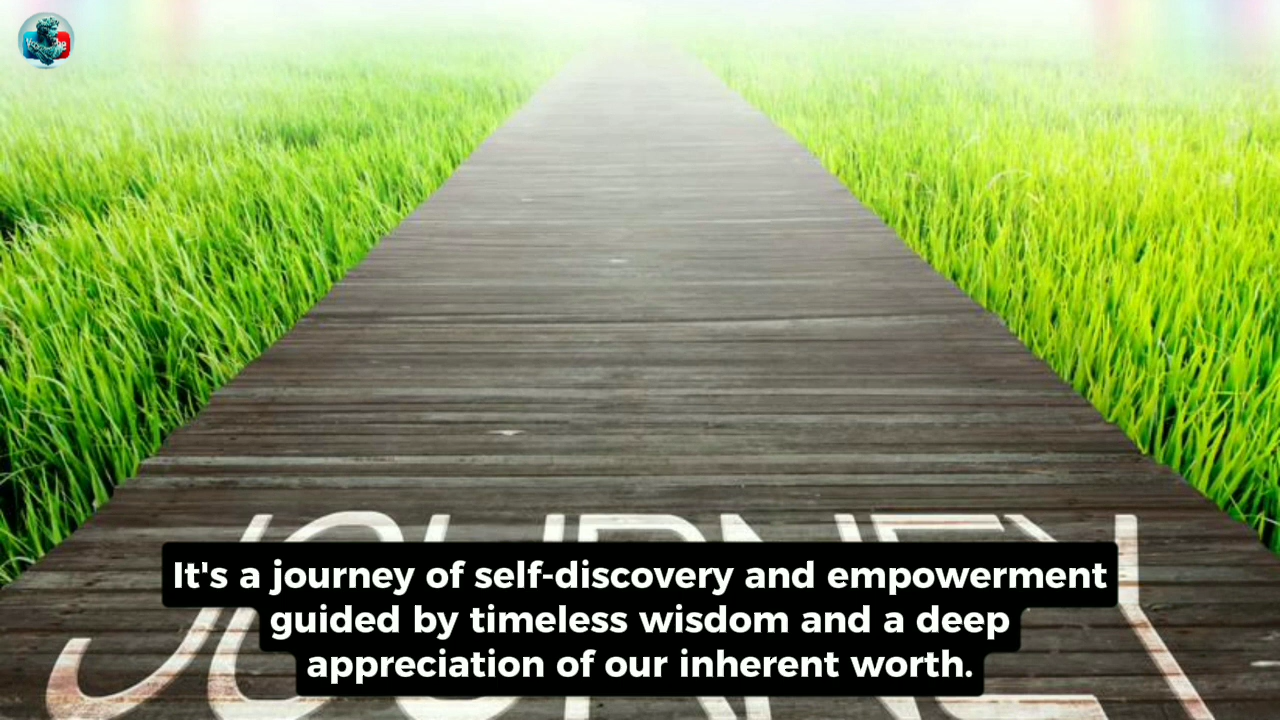 JOURNEY
It's a journey of self-discovery and empowerment
guided by timeless wisdom and a deep
appreciation of our inherent worth.